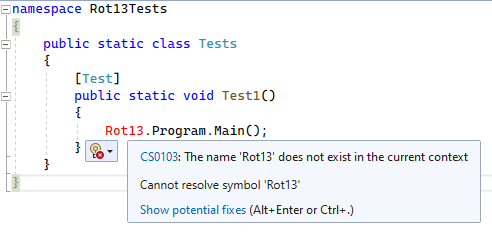 namespace Rot13Tests
{
public static class Tests
{
[Test]
public static void Test1()
{
Rot13.Program.Main();
}
}
}
CS0103: The name 'Rot13' does not exist in the current context
Cannot resolve symbol 'Rot13'
Show potential fixes (Alt+Enter or Ctrl+.)